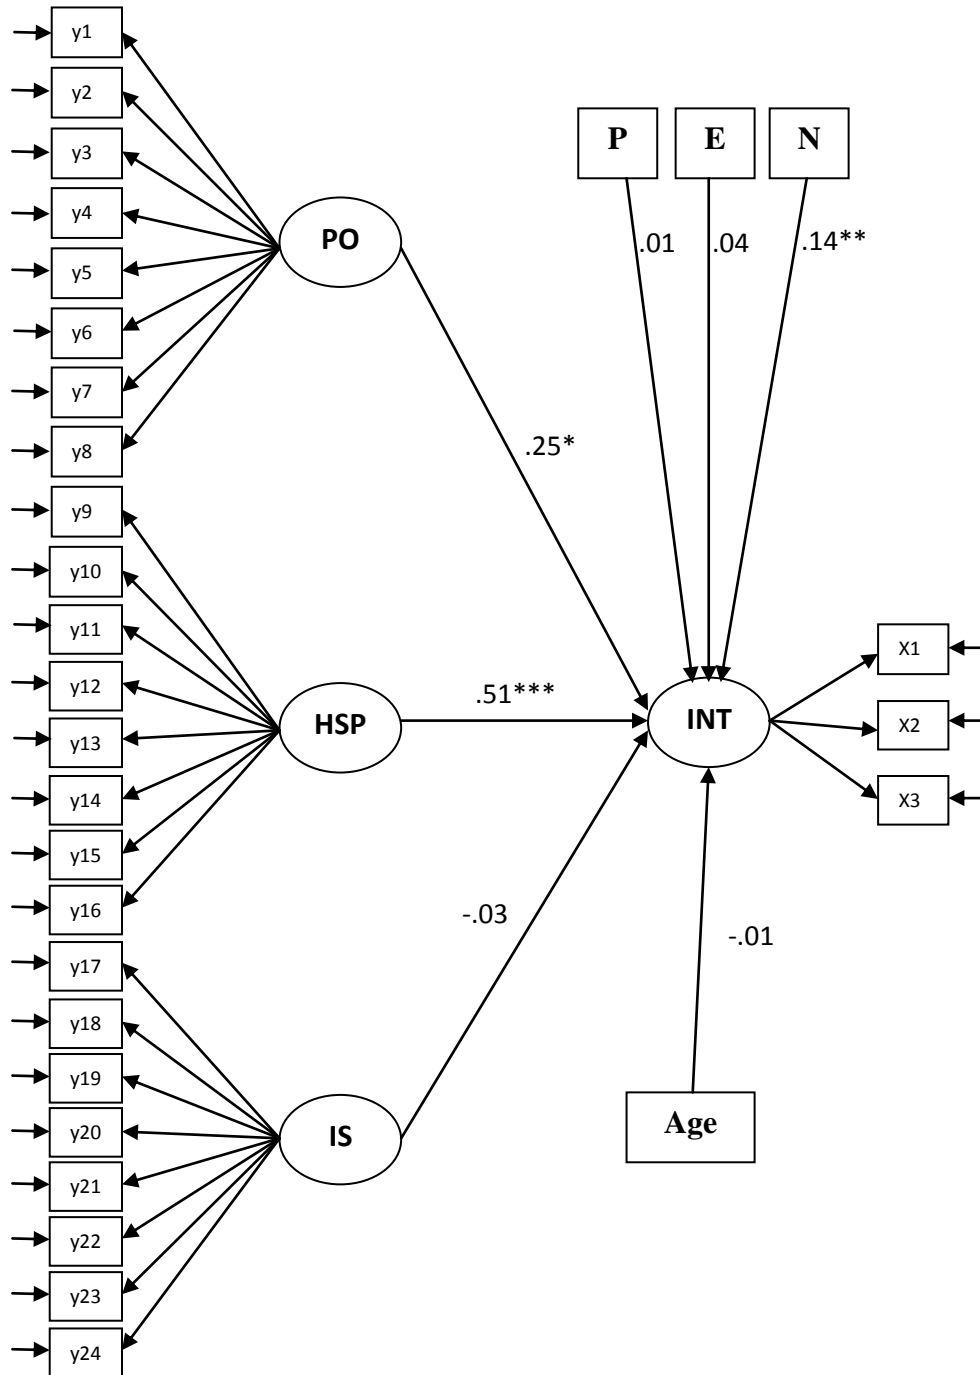 y1
y2
y3
y4
y5
y6
y7
y8
y9
y10
y11
y12
y13
y14
y15
y16
y17
y18
y19
y20
y21
y22
y23
y24
PO
HSP
IS
P E N
.01 .04 .14**
.25*
.51***
-.03
INT
X1
X2
X3
-.01
Age